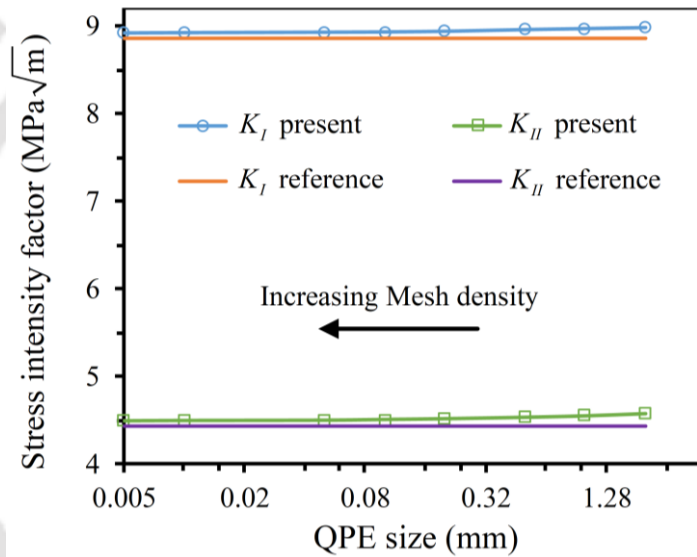 Stress intensity factor (MPa√m)
9
8
7
6
5
4
K_I present
K_II present
K_I reference
K_II reference
Increasing Mesh density
0.005 0.02 0.08 0.32 1.28
QPE size (mm)